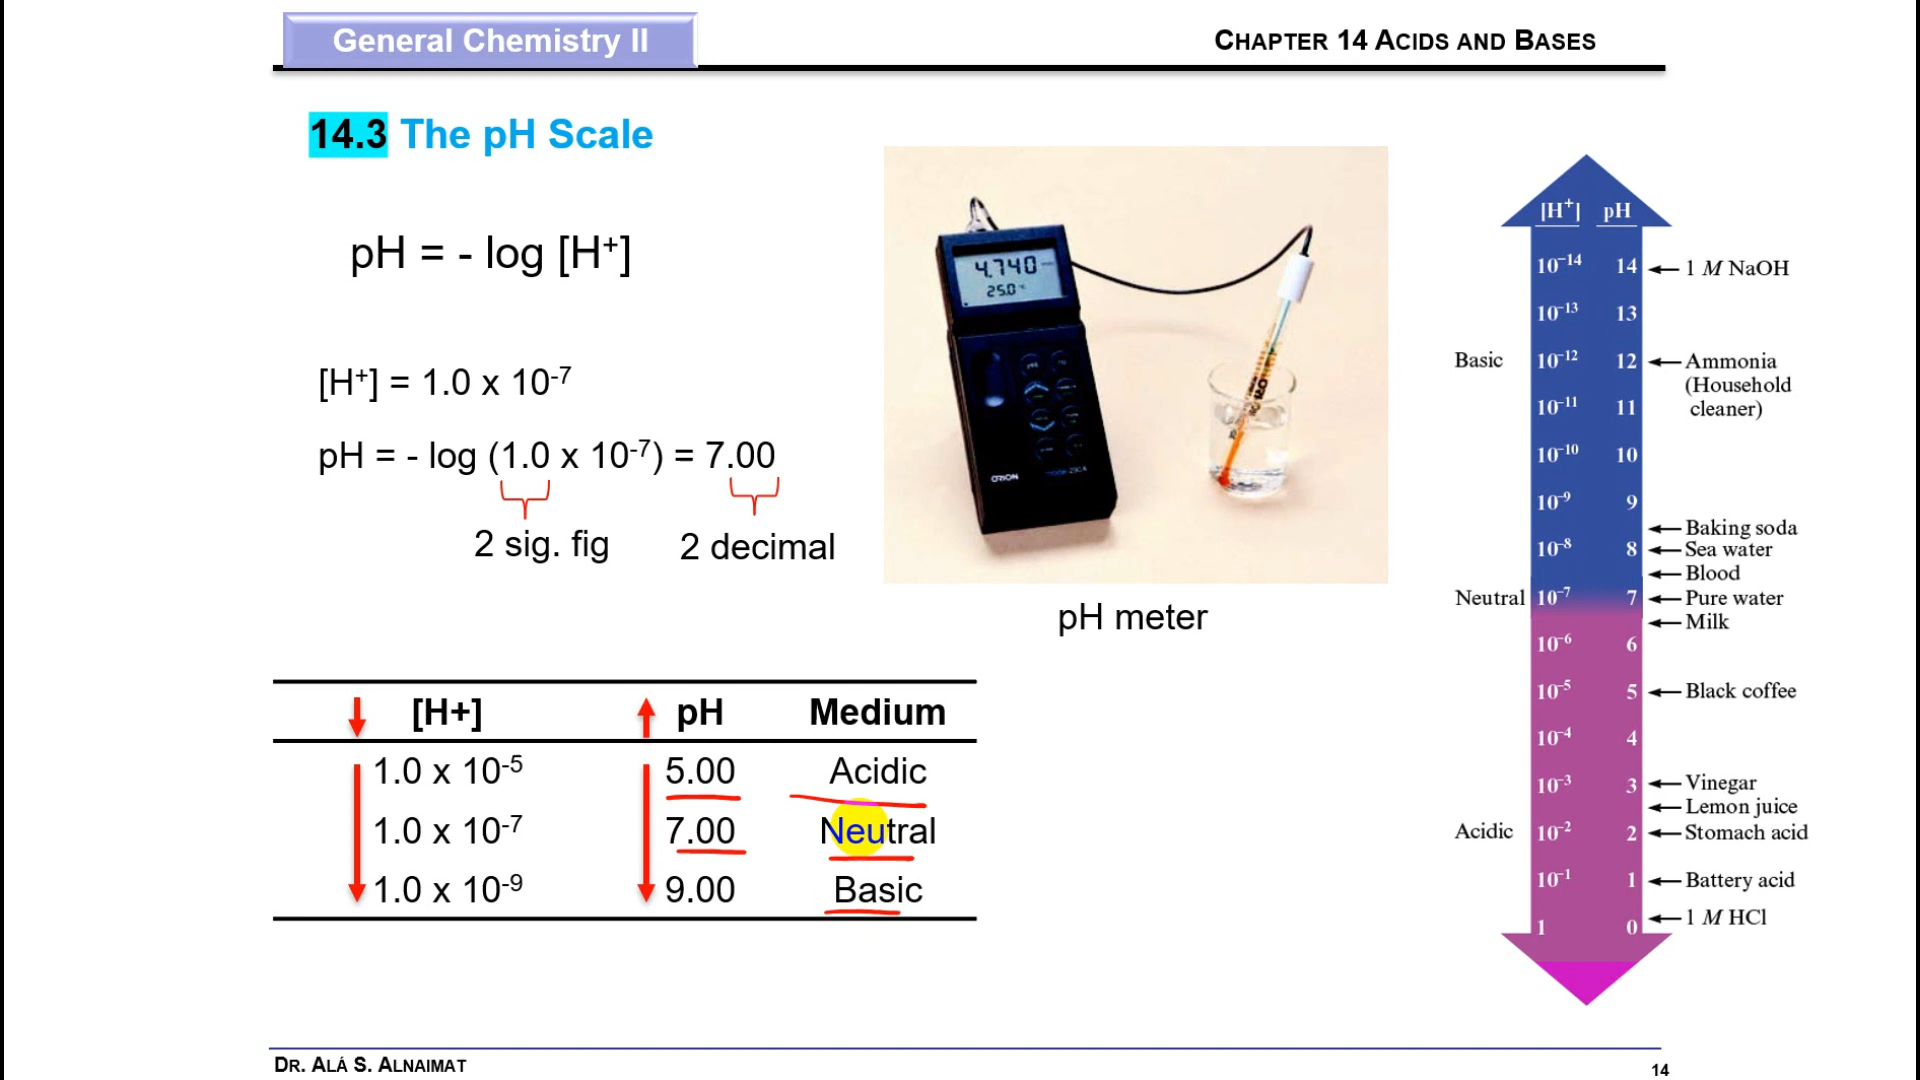 General Chemistry II
CHAPTER 14 ACIDS AND BASES
14.3 The pH Scale
pH = - log [H⁺]
[H⁺] = 1.0 x 10⁻⁷
pH = - log (1.0 x 10⁻⁷) = 7.00
2 sig. fig 2 decimal
4.740
25.0
ORION
pH meter
[H+] pH Medium
1.0 x 10⁻⁵ 5.00 Acidic
1.0 x 10⁻⁷ 7.00 Neutral
1.0 x 10⁻⁹ 9.00 Basic
[H⁺] pH
10⁻¹⁴ 14 1 M NaOH
10⁻¹³ 13
Basic 10⁻¹² 12 Ammonia
(Household
cleaner)
10⁻¹¹ 11
10⁻¹⁰ 10
10⁻⁹ 9
Baking soda
10⁻⁸ 8 Sea water
Blood
Neutral 10⁻⁷ 7 Pure water
Milk
10⁻⁶ 6
10⁻⁵ 5 Black coffee
10⁻⁴ 4
10⁻³ 3 Vinegar
Lemon juice
Acidic 10⁻² 2 Stomach acid
10⁻¹ 1 Battery acid
1 M HCl
1 0
DR. ALÁ S. ALNAIMAT
14